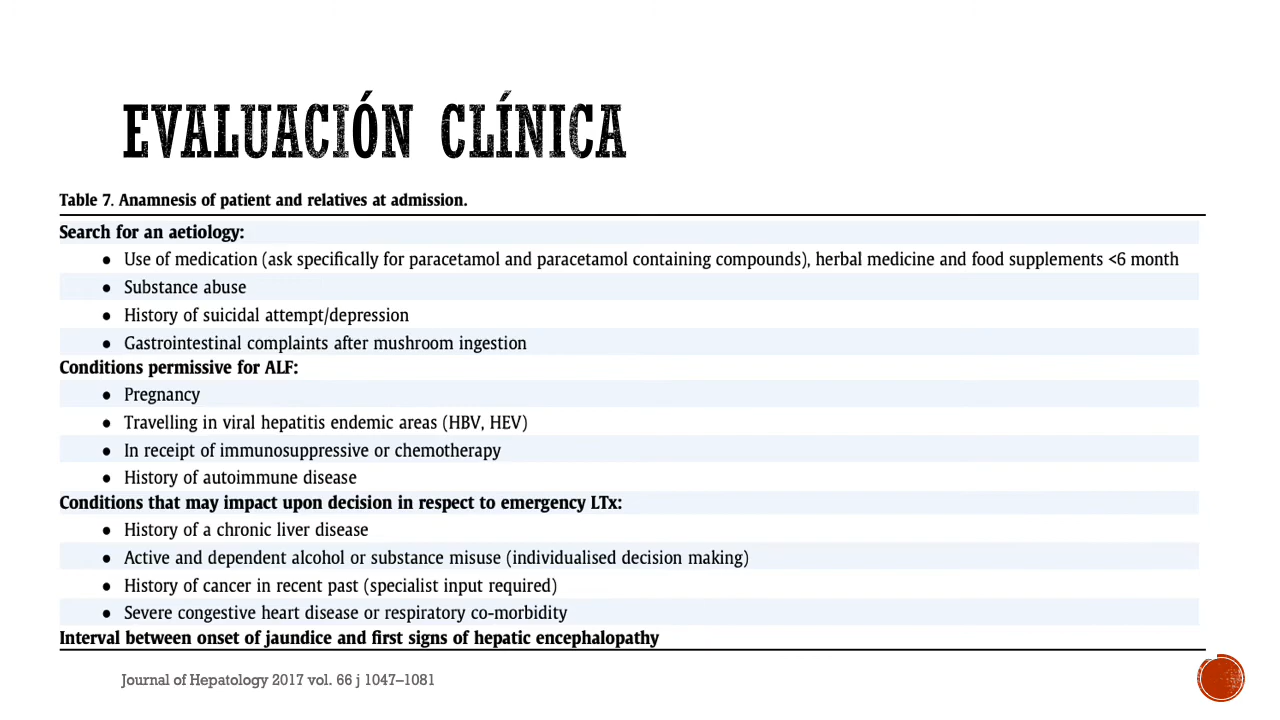 EVALUACIÓN CLÍNICA
Table 7. Anamnesis of patient and relatives at admission.
Search for an aetiology:
● Use of medication (ask specifically for paracetamol and paracetamol containing compounds), herbal medicine and food supplements <6 month
● Substance abuse
● History of suicidal attempt/depression
● Gastrointestinal complaints after mushroom ingestion
Conditions permissive for ALF:
● Pregnancy
● Travelling in viral hepatitis endemic areas (HBV, HEV)
● In receipt of immunosuppressive or chemotherapy
● History of autoimmune disease
Conditions that may impact upon decision in respect to emergency LTx:
● History of a chronic liver disease
● Active and dependent alcohol or substance misuse (individualised decision making)
● History of cancer in recent past (specialist input required)
● Severe congestive heart disease or respiratory co-morbidity
Interval between onset of jaundice and first signs of hepatic encephalopathy
Journal of Hepatology 2017 vol. 66 j 1047–1081